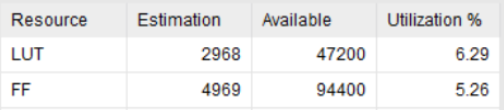 Resource Estimation Available Utilization %
LUT 2968 47200 6.29
FF 4969 94400 5.26